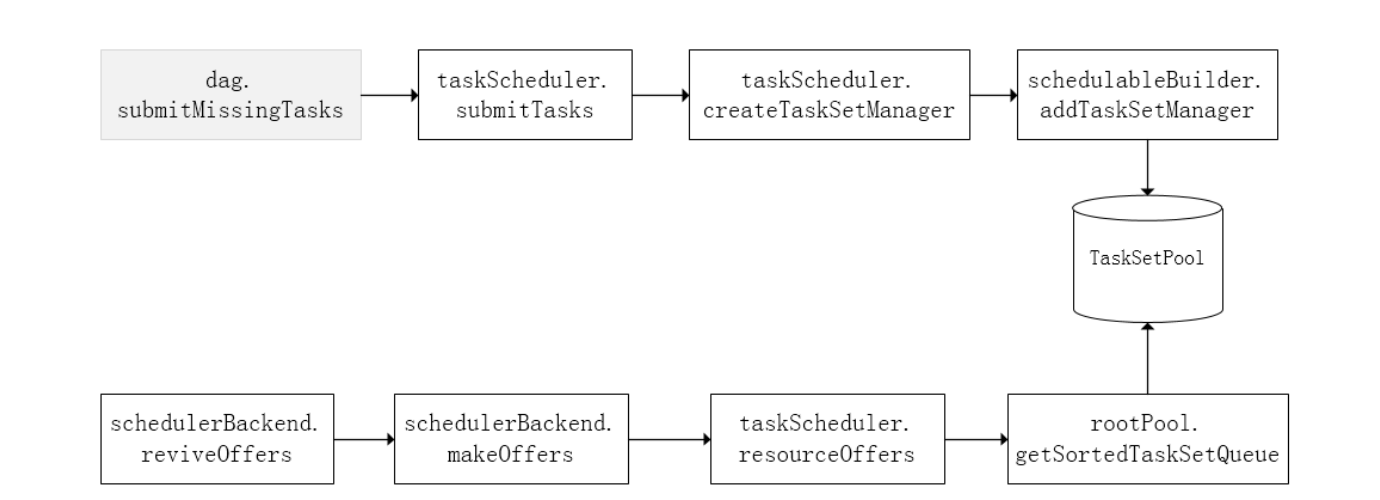 dag.
submitMissingTasks
taskScheduler.
submitTasks
taskScheduler.
createTaskSetManager
schedulableBuilder.
addTaskSetManager
TaskSetPool
schedulerBackend.
reviveOffers
schedulerBackend.
makeOffers
taskScheduler.
resourceOffers
rootPool.
getSortedTaskSetQueue